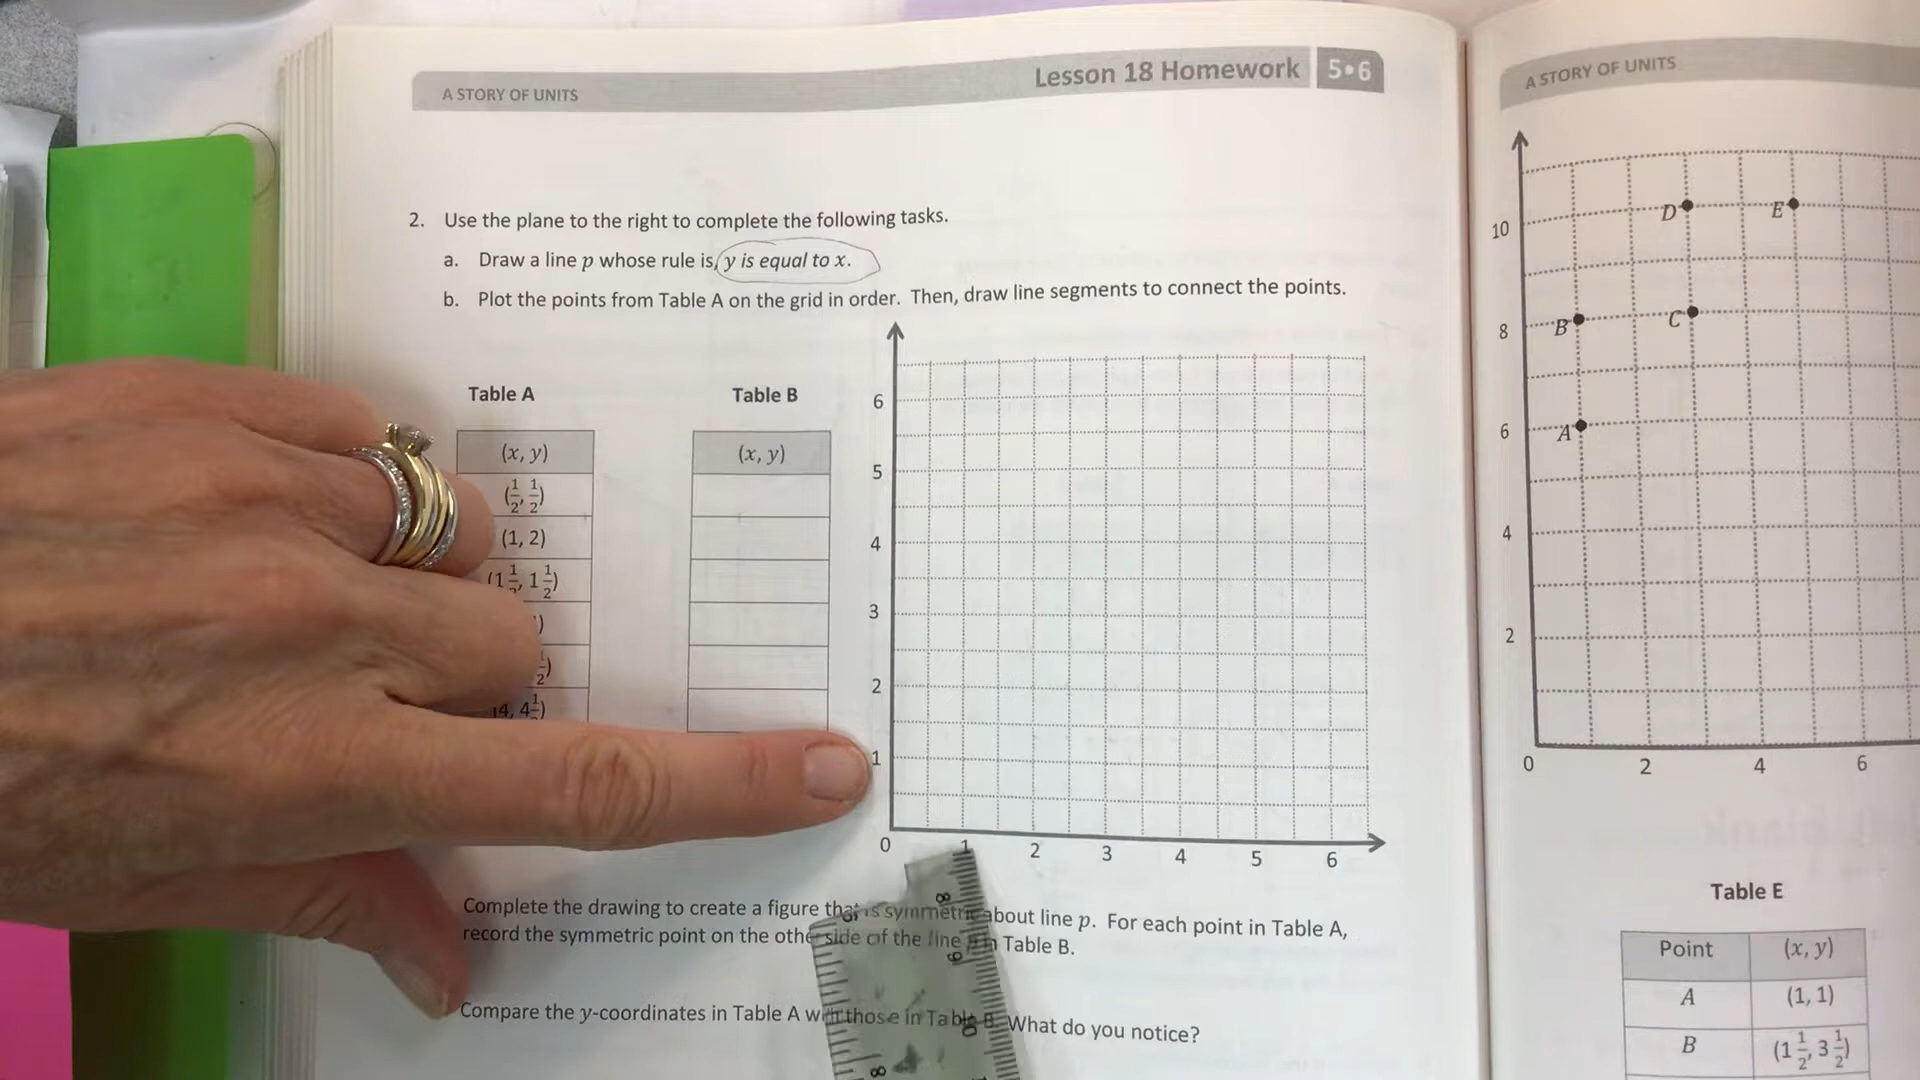 A STORY OF UNITS
Lesson 18 Homework 5•6
2. Use the plane to the right to complete the following tasks.
a. Draw a line p whose rule is, y is equal to x.
b. Plot the points from Table A on the grid in order. Then, draw line segments to connect the points.
Table A
(x, y)
(1/2, 1/2)
(1, 2)
(1 1/2, 1 1/2)
4, 4 1/2)
Table B
(x, y)
6
5
4
3
2
1
0 1 2 3 4 5 6
Complete the drawing to create a figure that is symmetric about line p. For each point in Table A,
record the symmetric point on the other side of the line in Table B.
Compare the y-coordinates in Table A with those in Table B. What do you notice?
8
A STORY OF UNITS
10
8
6
4
2
0 2 4 6
D E
B C
A
Table E
Point (x, y)
A (1, 1)
B (1 1/2, 3 1/2)